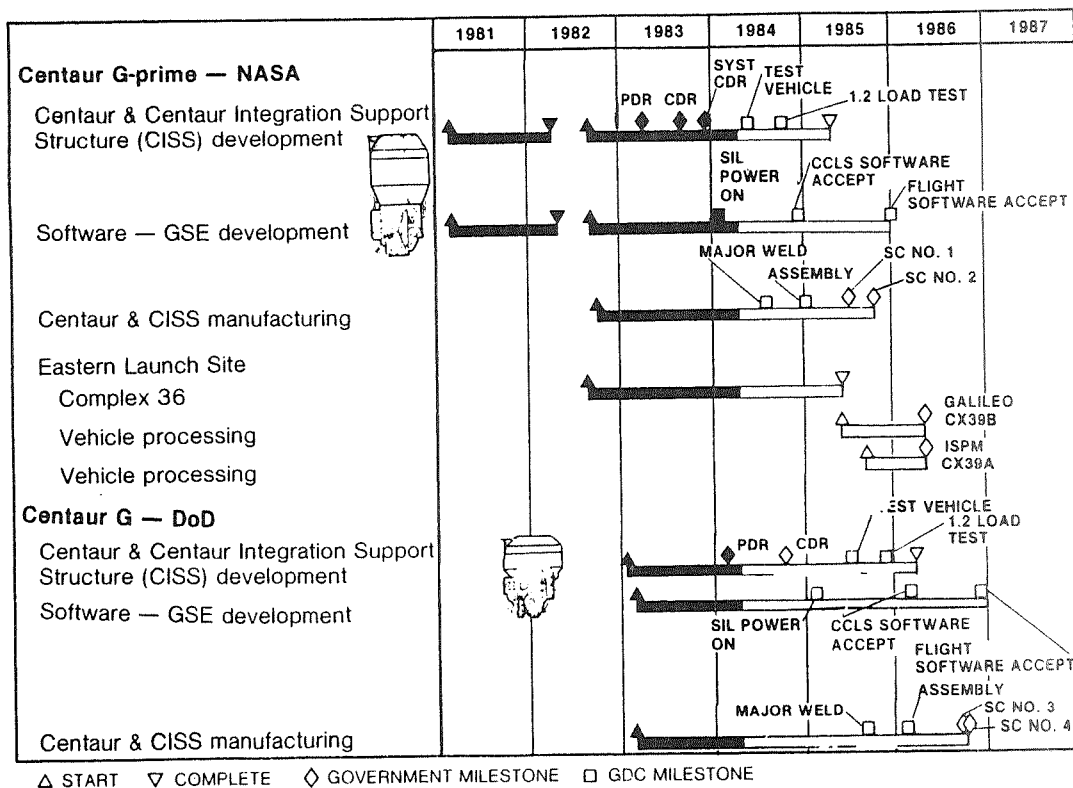 1981 1982 1983 1984 1985 1986 1987
Centaur G-prime — NASA
SYST
CDR
TEST
VEHICLE
PDR CDR
1.2 LOAD TEST
Centaur & Centaur Integration Support
Structure (CISS) development
SIL
POWER
ON
CCLS SOFTWARE
ACCEPT
FLIGHT
SOFTWARE ACCEPT
Software — GSE development
MAJOR WELD
ASSEMBLY
SC NO. 1
SC NO. 2
Centaur & CISS manufacturing
Eastern Launch Site
Complex 36
GALILEO
CX39B
Vehicle processing
ISPM
CX39A
Vehicle processing
Centaur G — DoD
VEHICLE
1.2 LOAD
TEST
PDR CDR
Centaur & Centaur Integration Support
Structure (CISS) development
Software — GSE development
SIL POWER
ON
CCLS SOFTWARE
ACCEPT
FLIGHT
SOFTWARE ACCEPT
MAJOR WELD
ASSEMBLY
SC NO. 3
SC NO. 4
Centaur & CISS manufacturing
START COMPLETE GOVERNMENT MILESTONE GDC MILESTONE